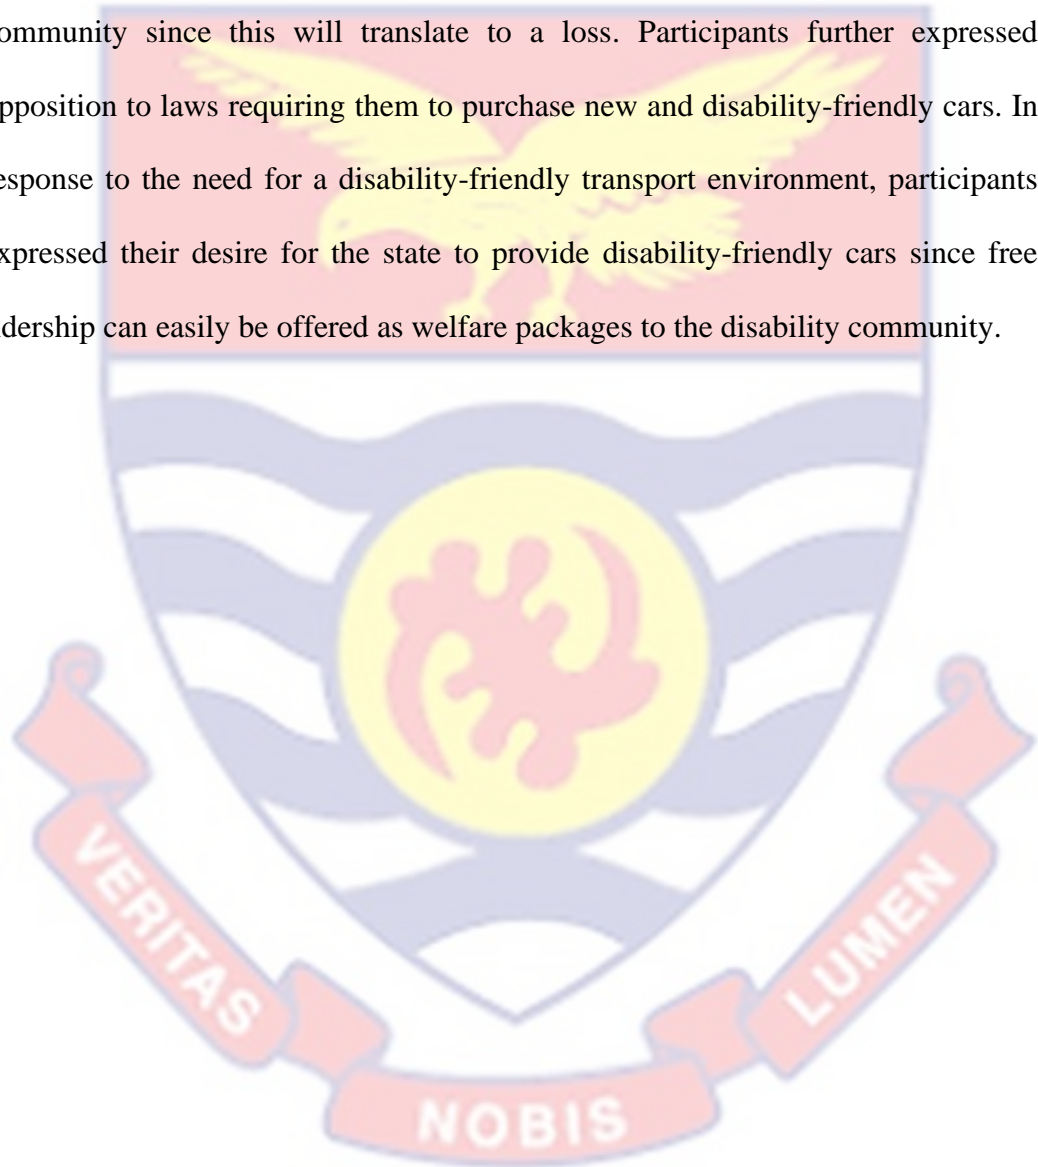 ommunity since this will translate to a loss. Participants further expressed
pposition to laws requiring them to purchase new and disability-friendly cars. In
esponse to the need for a disability-friendly transport environment, participants
xpressed their desire for the state to provide disability-friendly cars since free
idership can easily be offered as welfare packages to the disability community.
VERITAS
NOBIS
LUMEN